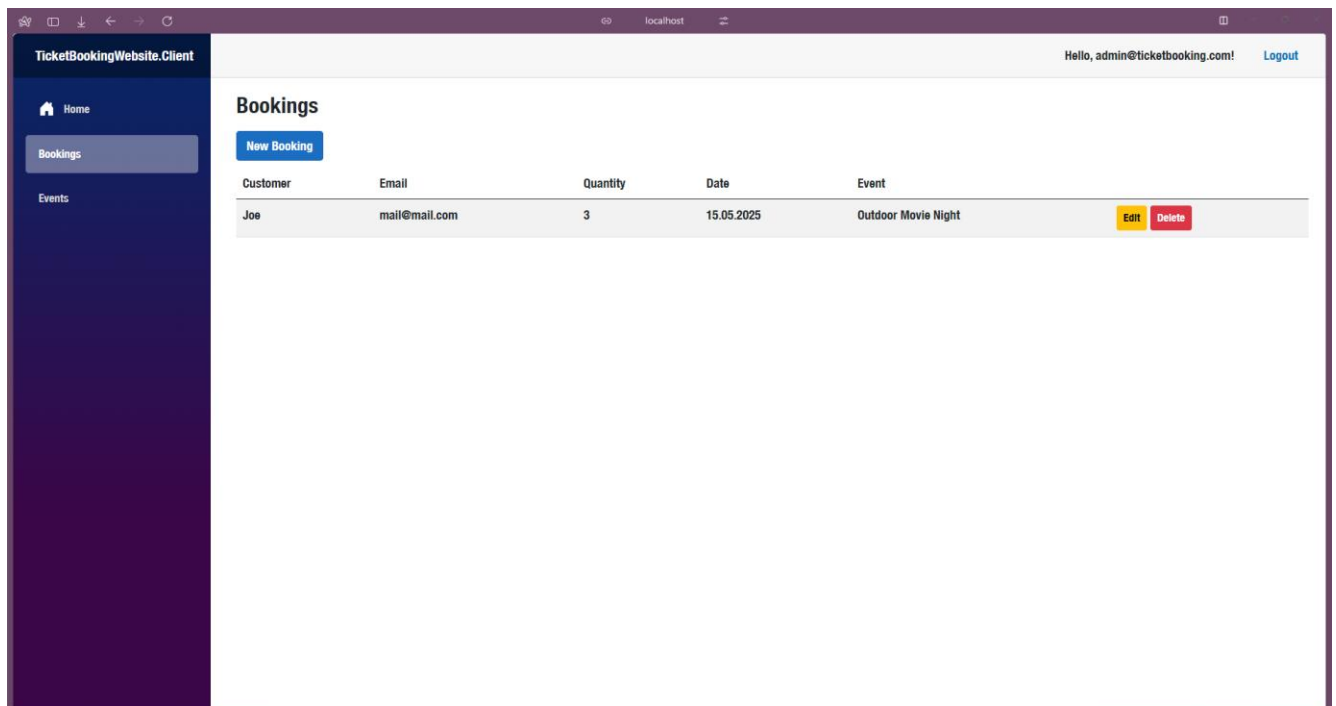 localhost
TicketBookingWebsite.Client
Hello, admin@ticketbooking.com! Logout
Home
Bookings
Events
Bookings
New Booking
Customer Email Quantity Date Event
Joe mail@mail.com 3 15.05.2025 Outdoor Movie Night Edit Delete